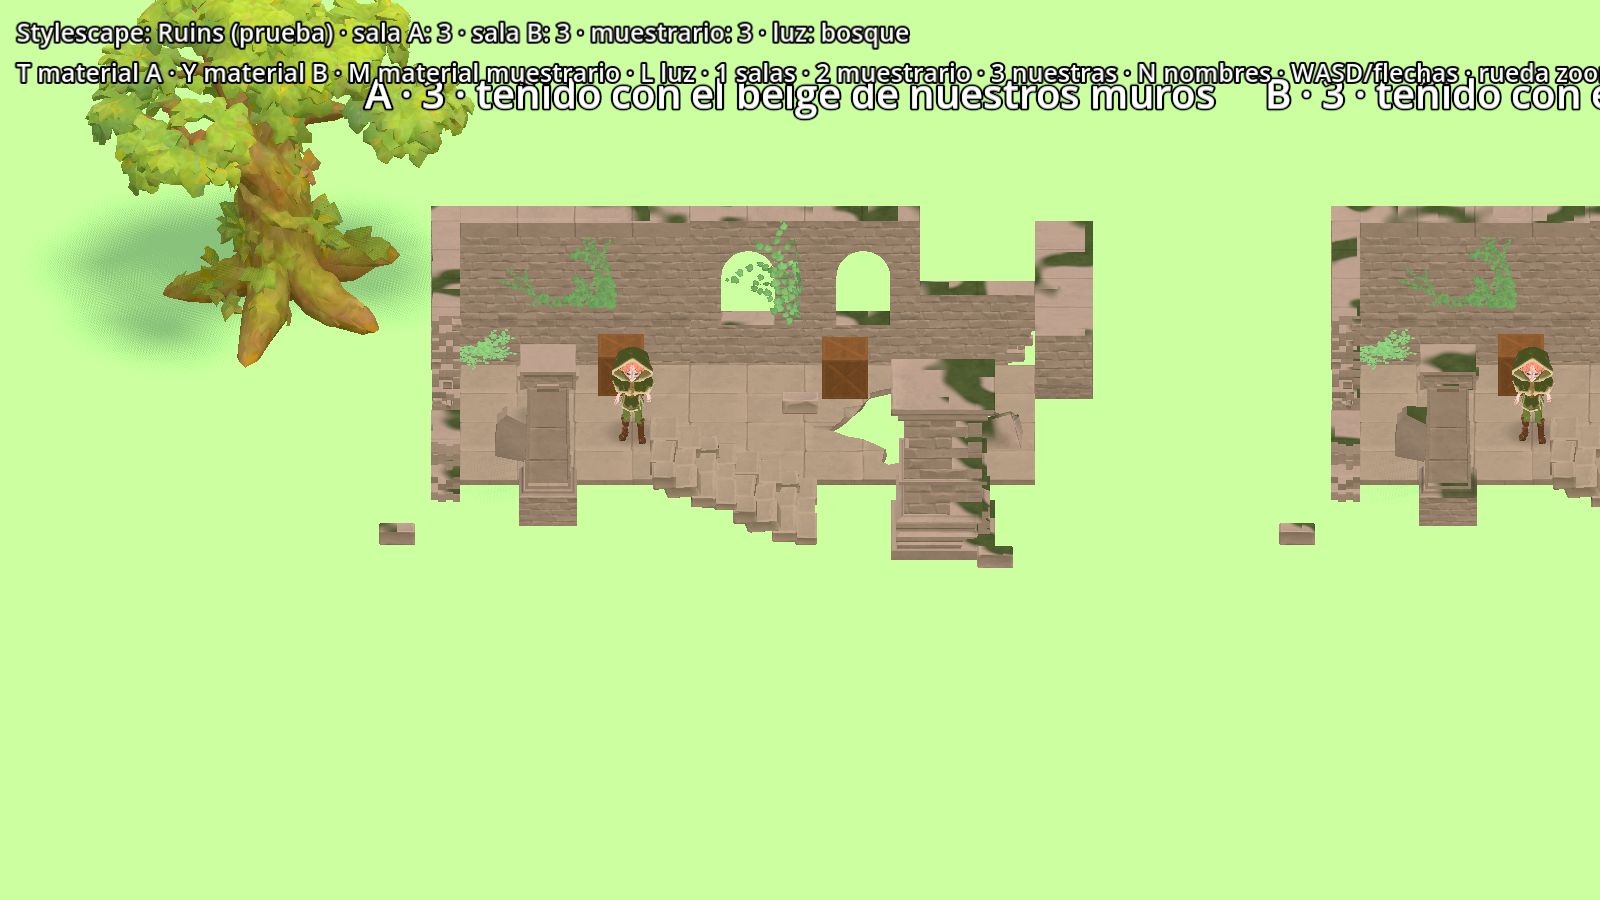 Stylescape: Ruins (prueba) · sala A: 3 · sala B: 3 · muestrario: 3 · luz: bosque
T material A · Y material B · M material muestrario · L luz · 1 salas · 2 muestrario · 3 nuestras · N nombres · WASD/flechas · rueda zoo
A · 3 · teñido con el beige de nuestros muros
B · 3 · teñido con e